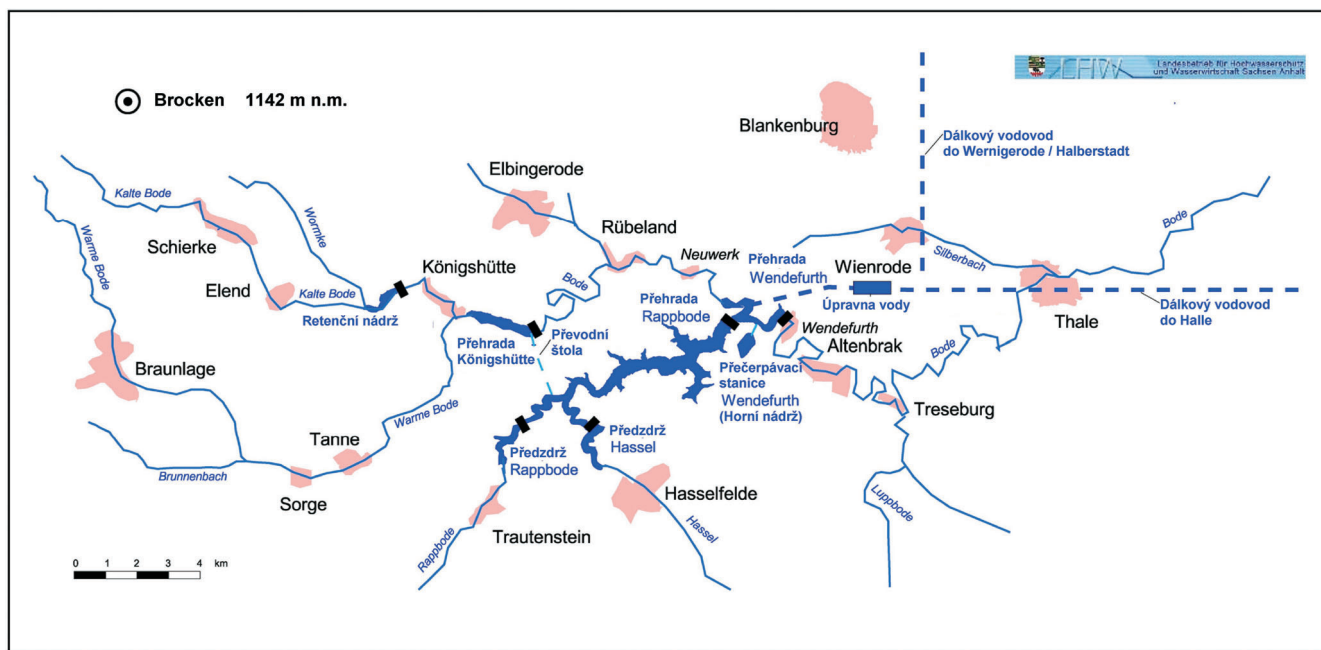 LHW
Landesbetrieb für Hochwasserschutz
und Wasserwirtschaft Sachsen Anhalt
Brocken 1142 m n.m.
Blankenburg
Dálkový vodovod
do Wernigerode / Halberstadt
Elbingerode
Kalte Bode
Wormke
Bode
Warme Bode
Schierke
Rübeland
Neuwerk
Přehrada
Wendefurth
Wienrode
Silberbach
Königshütte
Bode
Elend
Kalte Bode
Úpravna vody
Retenční nádrž
Přehrada
Rappbode
Dálkový vodovod
do Halle
Thale
Přehrada
Königshütte
Převodní
štola
Wendefurth
Altenbrak
Bode
Braunlage
Přečerpávací
stanice
Wendefurth
(Horní nádrž)
Warme Bode
Treseburg
Tanne
Předzdrž
Rappbode
Předzdrž
Hassel
Brunnenbach
Sorge
Hasselfelde
Luppbode
Trautenstein
Hassel
Rappbode
0 1 2 3 4 km